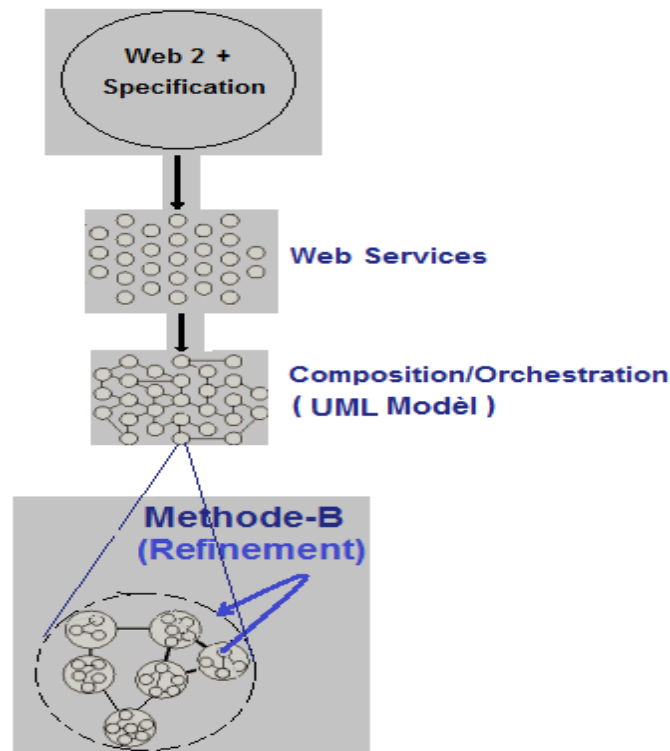 Web 2 +
Specification
Web Services
Composition/Orchestration
( UML Modèl )
Methode-B
(Refinement)